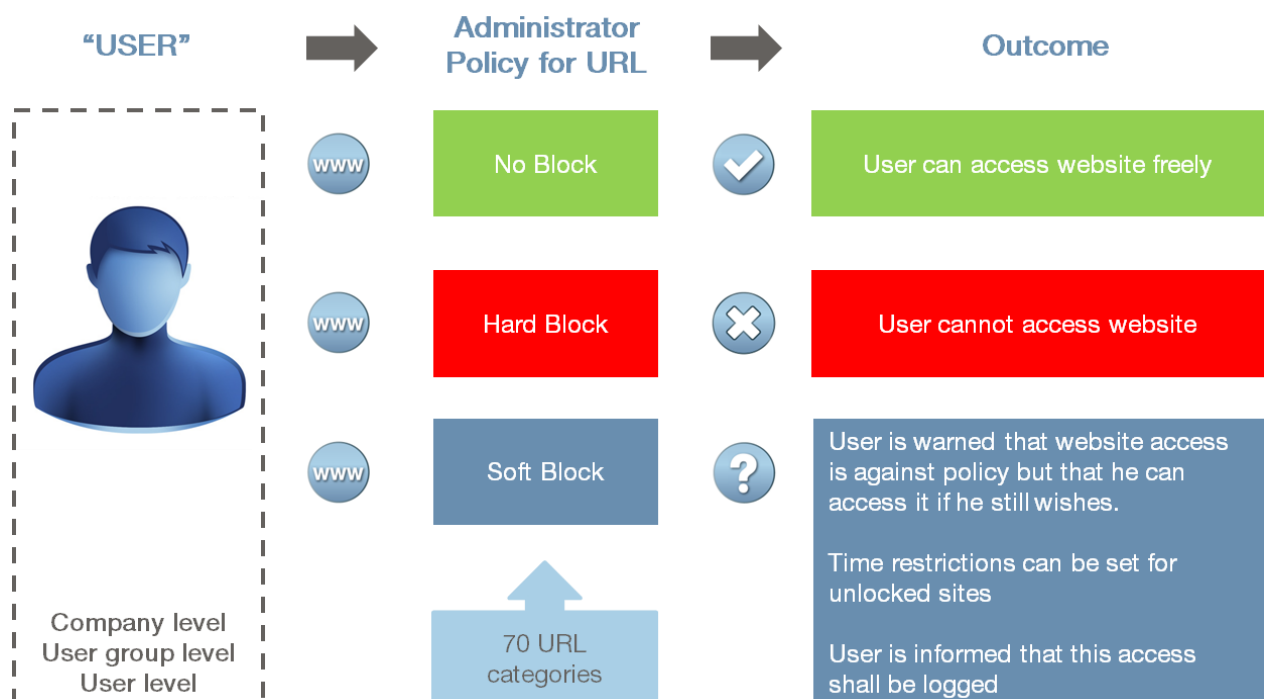 “USER”
Administrator
Policy for URL
Outcome
www
No Block
User can access website freely
www
Hard Block
User cannot access website
www
Soft Block
?
User is warned that website access
is against policy but that he can
access it if he still wishes.
Time restrictions can be set for
unlocked sites
User is informed that this access
shall be logged
70 URL
categories
Company level
User group level
User level